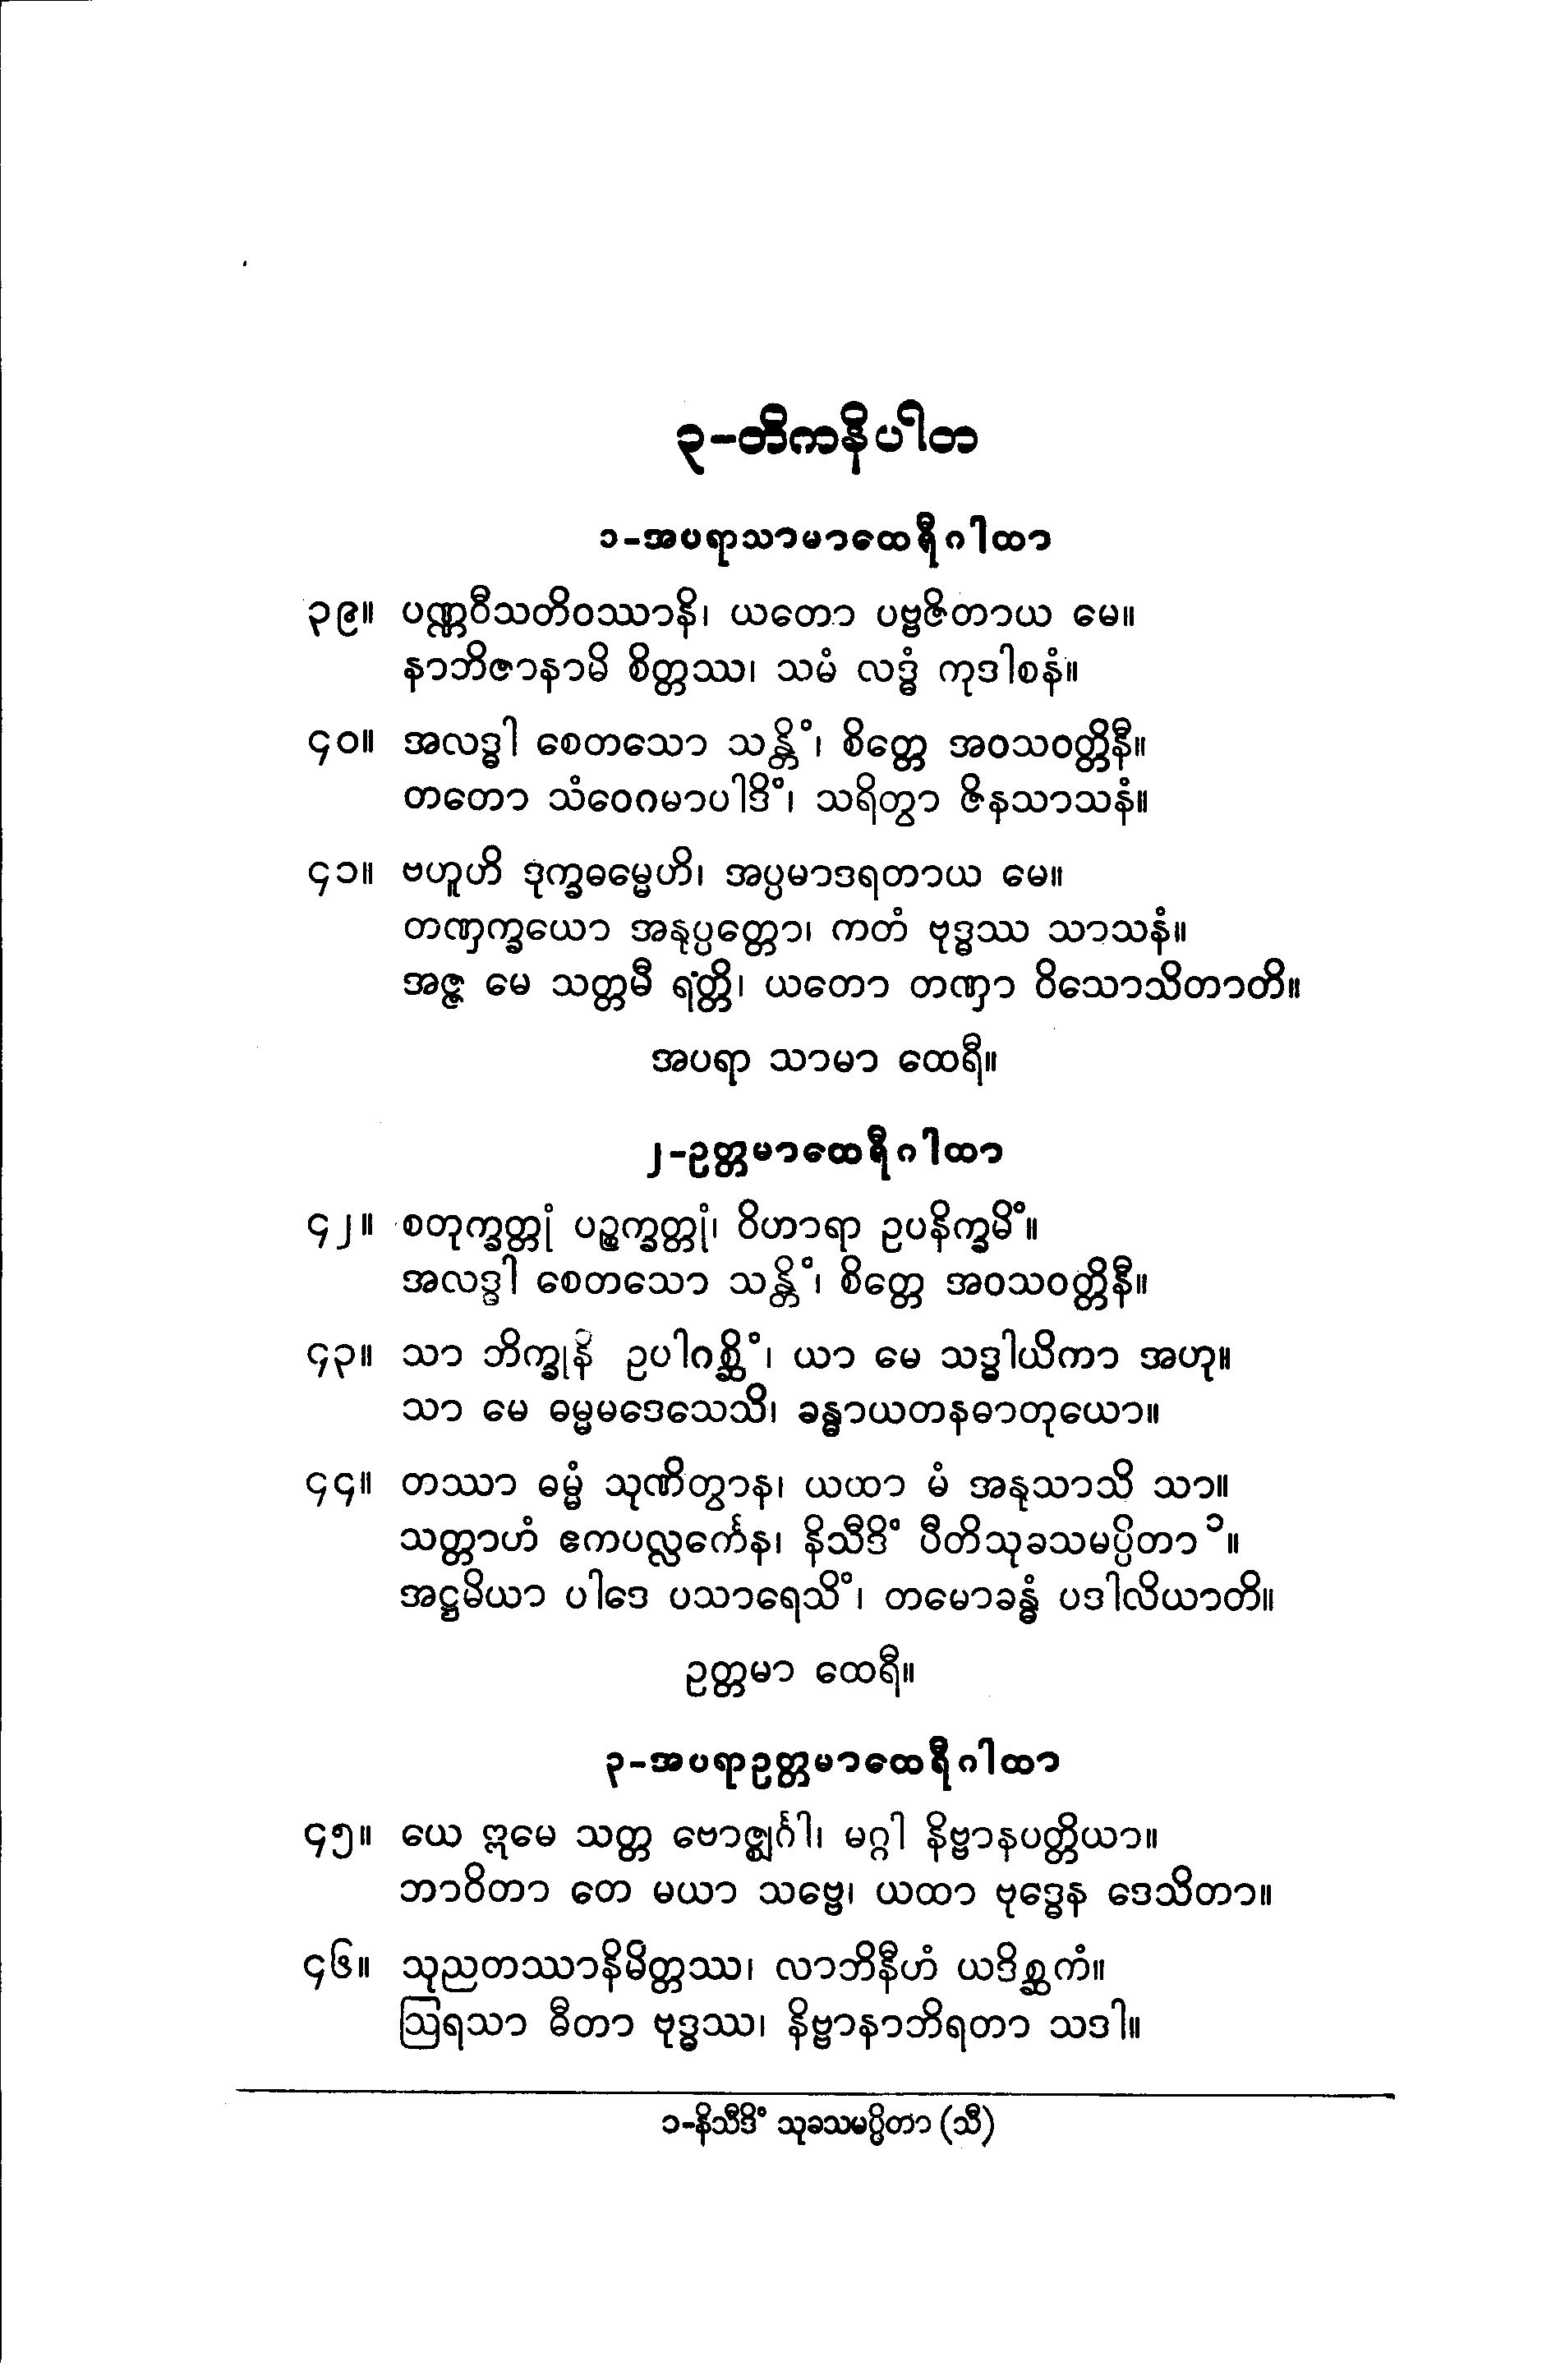 ၃-တိကနိပါတ
၁-အပရာသာမာထေရီဂါထာ
၃၉။ ပဏ္ဏဝီသတိဝဿာနိ၊ ယတော ပဗ္ဗဇိတာယ မေ။
နာဘိဇာနာမိ စိတ္တဿ၊ သမံ လဒ္ဓံ ကုဒါစနံ။
၄၀။ အလဒ္ဓါ စေတသော သန္တိံ၊ စိတ္တေ အဝသဝတ္တိနီ။
တတော သံဝေဂမာပါဒိံ၊ သရိတွာ ဇိနသာသနံ။
၄၁။ ဗဟူဟိ ဒုက္ခဓမ္မေဟိ၊ အပ္ပမာဒရတာယ မေ။
တဏှက္ခယော အနုပ္ပတ္တော၊ ကတံ ဗုဒ္ဓဿ သာသနံ။
အဇ္ဇ မေ သတ္တမီ ရတ္တိ၊ ယတော တဏှာ ဝိသောသိတာတိ။
အပရာ သာမာ ထေရီ။
၂-ဥတ္တမာထေရီဂါထာ
၄၂။ စတုက္ခတ္တုံ ပဉ္စက္ခတ္တုံ၊ ဝိဟာရာ ဥပနိက္ခမိံ။
အလဒ္ဓါ စေတသော သန္တိံ၊ စိတ္တေ အဝသဝတ္တိနီ။
၄၃။ သာ ဘိက္ခုနိံ ဥပါဂစ္ဆိံ၊ ယာ မေ သဒ္ဓါယိကာ အဟု။
သာ မေ ဓမ္မမဒေသေသိ၊ ခန္ဓာယတနဓာတုယော။
၄၄။ တဿာ ဓမ္မံ သုဏိတွာန၊ ယထာ မံ အနုသာသိ သာ။
သတ္တာဟံ ဧကပလ္လင်္ကေန၊ နိသီဒိံ ပီတိသုခသမပ္ပိတာ ၁။
အဋ္ဌမိယာ ပါဒေ ပသာရေသိံ၊ တမောခန္ဓံ ပဒါလိယာတိ။
ဥတ္တမာ ထေရီ။
၃-အပရာဥတ္တမာထေရီဂါထာ
၄၅။ ယေ ဣမေ သတ္တ ဗောဇ္ဈင်္ဂါ၊ မဂ္ဂါ နိဗ္ဗာနပတ္တိယာ။
ဘာဝိတာ တေ မယာ သဗ္ဗေ၊ ယထာ ဗုဒ္ဓေန ဒေသိတာ။
၄၆။ သုညတဿာနိမိတ္တဿ၊ လာဘိနီဟံ ယဒိစ္ဆကံ။
ဩရသာ ဓီတာ ဗုဒ္ဓဿ၊ နိဗ္ဗာနာဘိရတာ သဒါ။
၁-နိသီဒိံ သုခသမပ္ပိတာ (သီ)